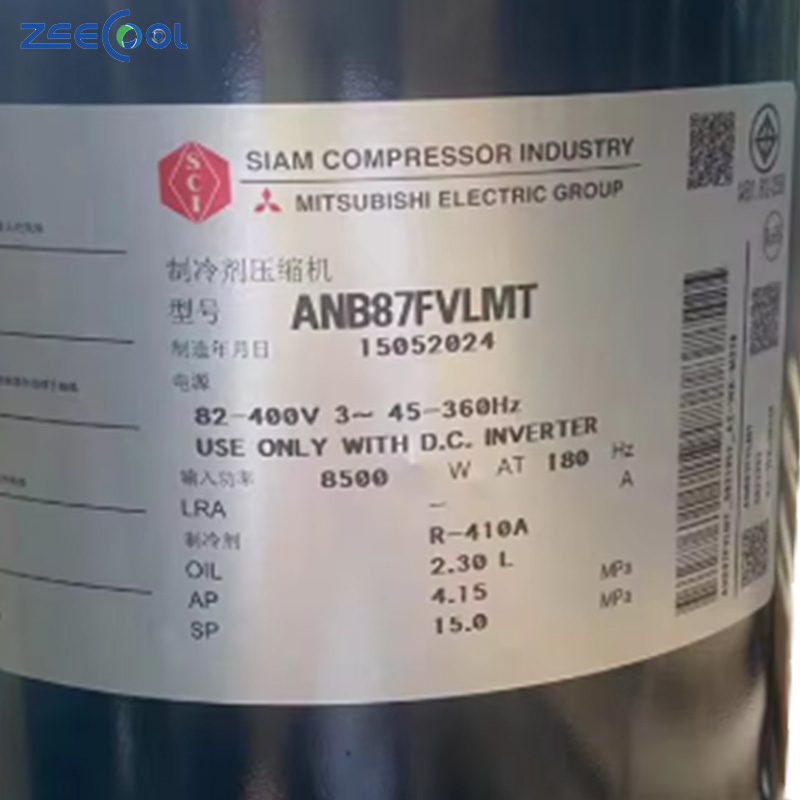 ZEECOOL
SCI
SIAM COMPRESSOR INDUSTRY
MITSUBISHI ELECTRIC GROUP
制冷剂压缩机
型号 ANB87FVLMT
制造年月日 15052024
电源
82-400V 3~ 45-360Hz
USE ONLY WITH D.C. INVERTER
输入功率 8500 W AT 180 Hz
LRA – A
制冷剂 R-410A
OIL 2.30 L
AP 4.15 MPa
SP 15.0 MPa
ANB87FVLMT